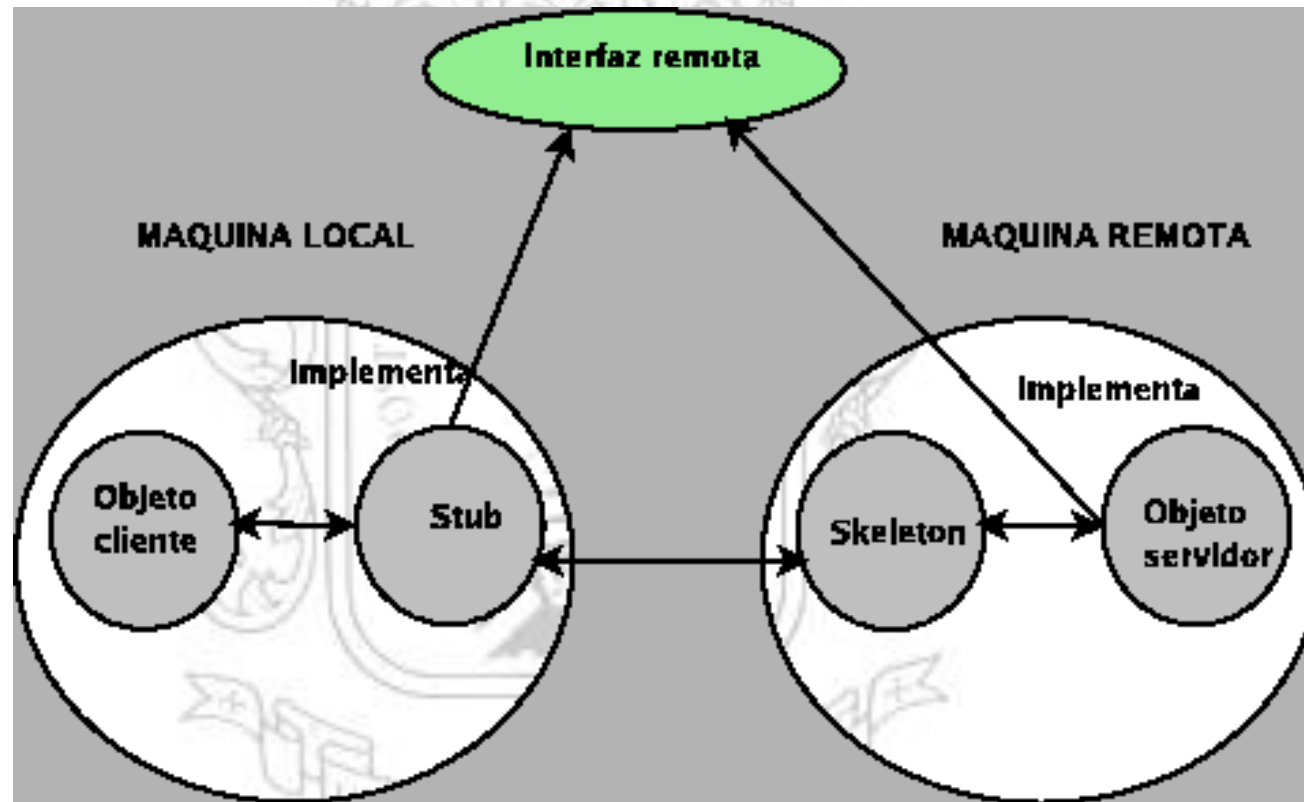 Interfaz remota
MAQUINA LOCAL
MAQUINA REMOTA
Implementa
Implementa
Objeto
cliente
Stub
Skeleton
Objeto
servidor